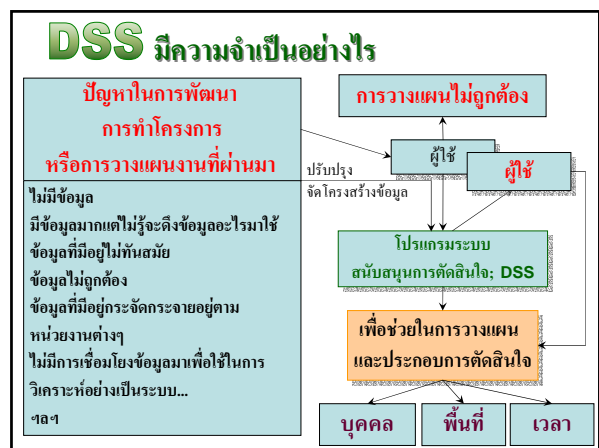 DSS มีความจำเป็นอย่างไร
ปัญหาในการพัฒนา
การทำโครงการ
หรือการวางแผนงานที่ผ่านมา
ไม่มีข้อมูล
มีข้อมูลมากแต่ไม่รู้จะดึงข้อมูลอะไรมาใช้
ข้อมูลที่มีอยู่ไม่ทันสมัย
ข้อมูลไม่ถูกต้อง
ข้อมูลที่มีอยู่กระจัดกระจายอยู่ตาม
หน่วยงานต่างๆ
ไม่มีการเชื่อมโยงข้อมูลมาเพื่อใช้ในการ
วิเคราะห์อย่างเป็นระบบ...
ฯลฯ
การวางแผนไม่ถูกต้อง
ผู้ใช้
ผู้ใช้
ปรับปรุง
จัดโครงสร้างข้อมูล
โปรแกรมระบบ
สนับสนุนการตัดสินใจ; DSS
เพื่อช่วยในการวางแผน
และประกอบการตัดสินใจ
บุคคล
พื้นที่
เวลา